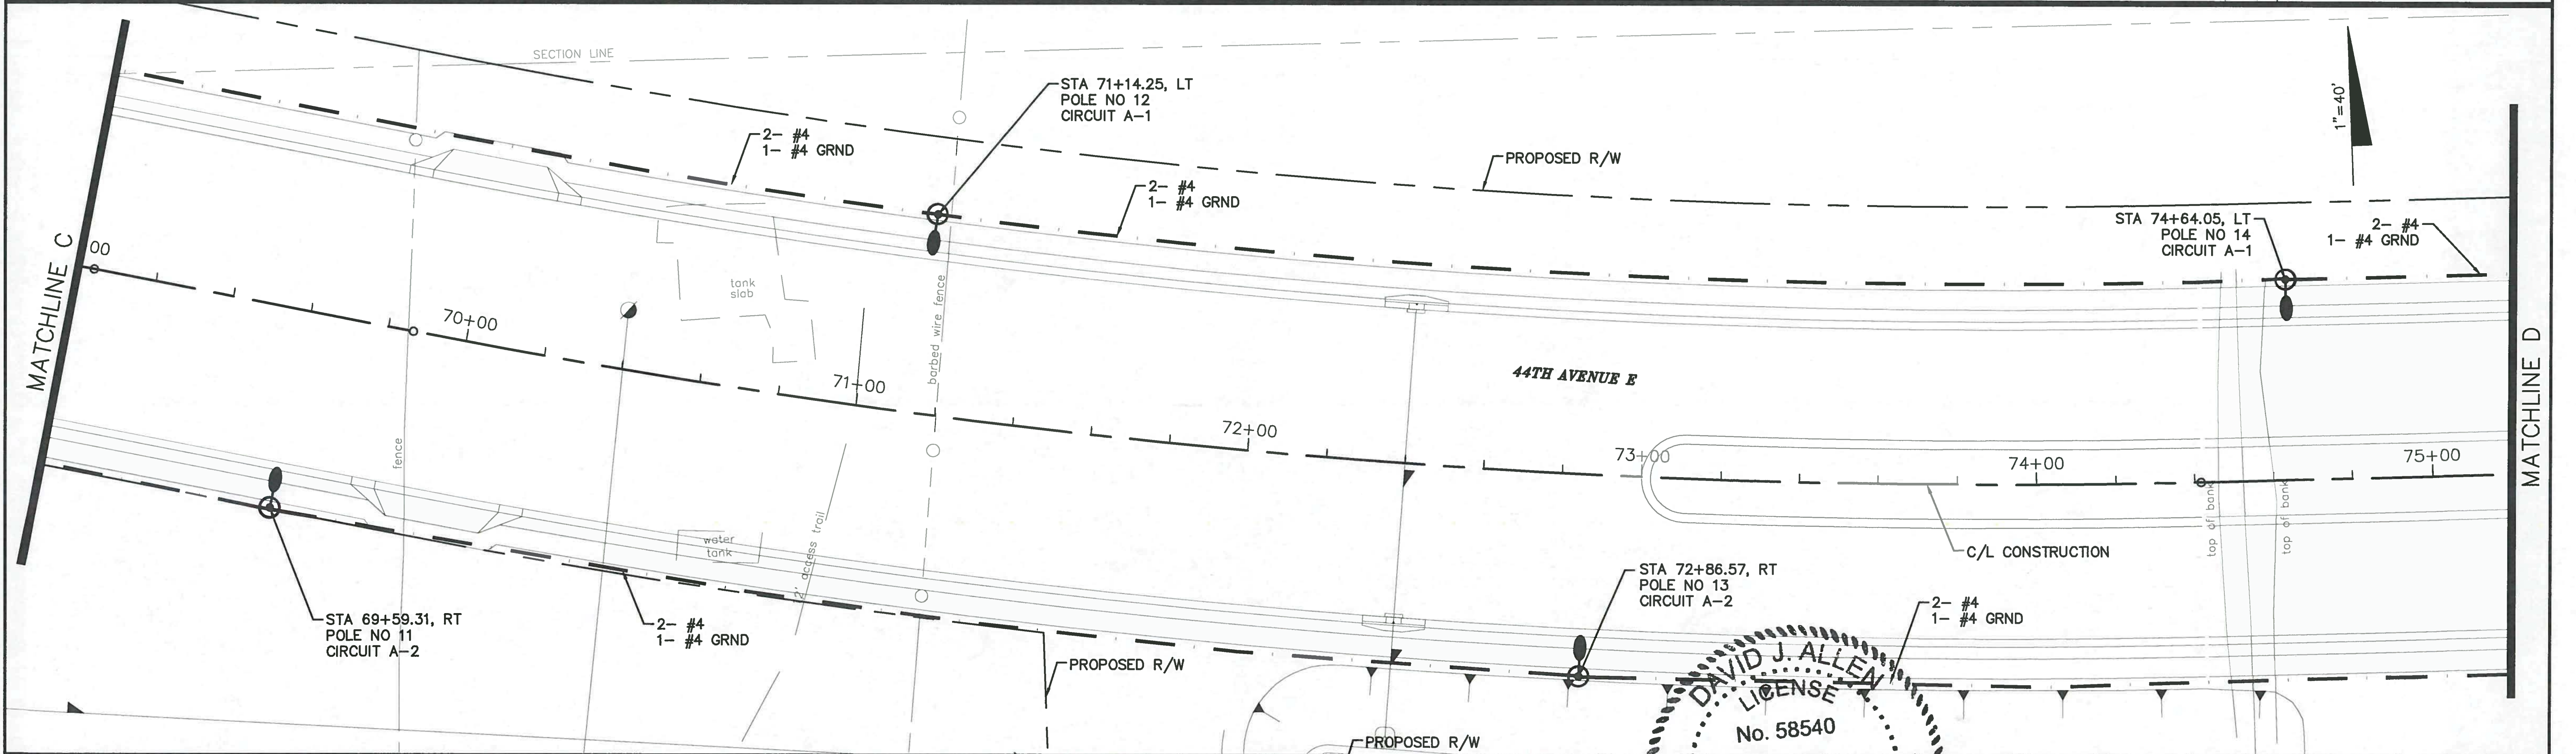 SECTION LINE
STA 71+14.25, LT
POLE NO 12
CIRCUIT A-1
1"=40'
2- #4
1- #4 GRND
PROPOSED R/W
2- #4
1- #4 GRND
STA 74+64.05, LT
POLE NO 14
CIRCUIT A-1
2- #4
1- #4 GRND
MATCHLINE C
00
tank
slab
barbed wire fence
70+00
71+00
44TH AVENUE E
MATCHLINE D
72+00
73+00
74+00
75+00
fence
top of bank
top of bank
water
tank
2' access trail
C/L CONSTRUCTION
STA 72+86.57, RT
POLE NO 13
CIRCUIT A-2
2- #4
1- #4 GRND
STA 69+59.31, RT
POLE NO 11
CIRCUIT A-2
2- #4
1- #4 GRND
PROPOSED R/W
DAVID J. ALLEN
LICENSE
No. 58540
PROPOSED R/W